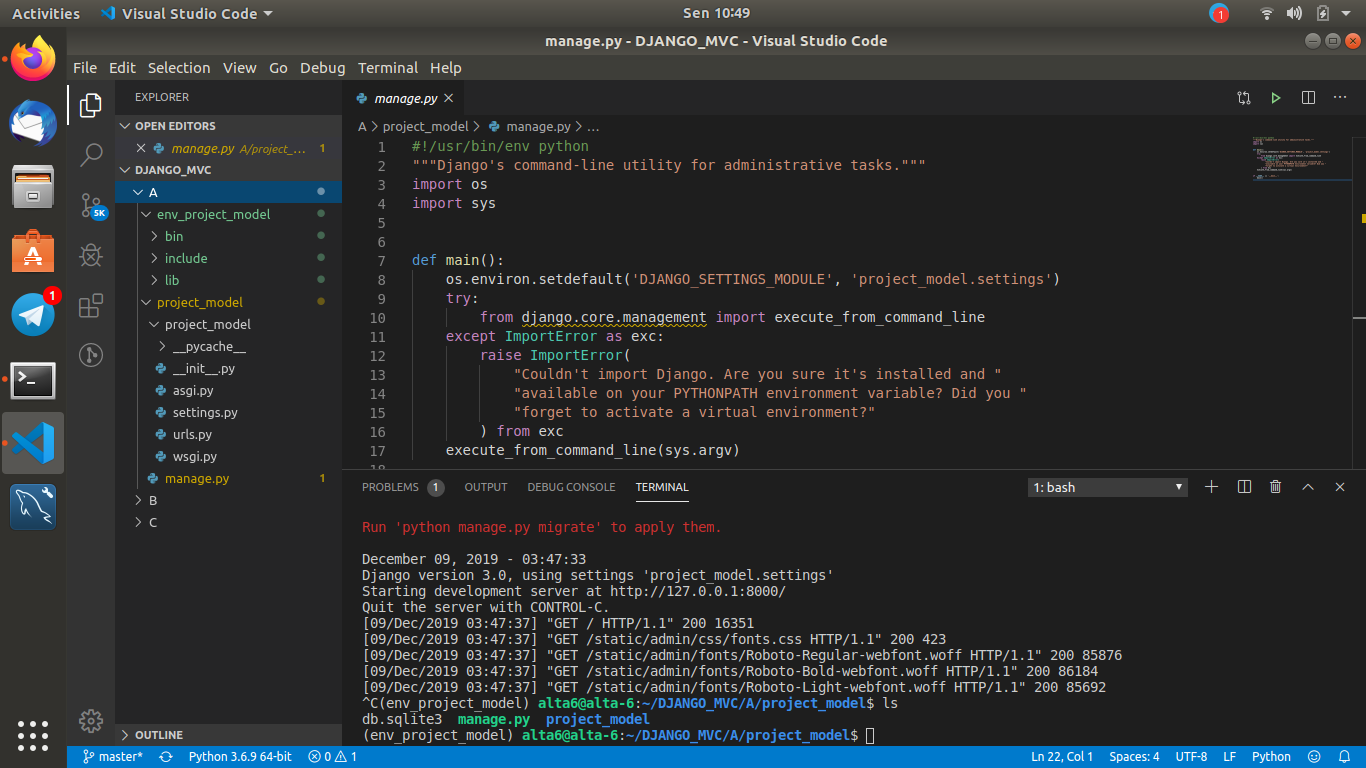 Activities
Visual Studio Code
Sen 10:49
1
manage.py - DJANGO_MVC - Visual Studio Code
File Edit Selection View Go Debug Terminal Help
EXPLORER
OPEN EDITORS
manage.py A/project_... 1
DJANGO_MVC
A
env_project_model
bin
include
lib
project_model
project_model
__pycache__
__init__.py
asgi.py
settings.py
urls.py
wsgi.py
manage.py 1
B
C
OUTLINE
5K
1
manage.py
A > project_model > manage.py > ...
1 #!/usr/bin/env python
2 """Django's command-line utility for administrative tasks."""
3 import os
4 import sys
5
6
7 def main():
8 os.environ.setdefault('DJANGO_SETTINGS_MODULE', 'project_model.settings')
9 try:
10 from django.core.management import execute_from_command_line
11 except ImportError as exc:
12 raise ImportError(
13 "Couldn't import Django. Are you sure it's installed and "
14 "available on your PYTHONPATH environment variable? Did you "
15 "forget to activate a virtual environment?"
16 ) from exc
17 execute_from_command_line(sys.argv)
18
PROBLEMS 1 OUTPUT DEBUG CONSOLE TERMINAL 1: bash
Run 'python manage.py migrate' to apply them.
December 09, 2019 - 03:47:33
Django version 3.0, using settings 'project_model.settings'
Starting development server at http://127.0.0.1:8000/
Quit the server with CONTROL-C.
[09/Dec/2019 03:47:37] "GET / HTTP/1.1" 200 16351
[09/Dec/2019 03:47:37] "GET /static/admin/css/fonts.css HTTP/1.1" 200 423
[09/Dec/2019 03:47:37] "GET /static/admin/fonts/Roboto-Regular-webfont.woff HTTP/1.1" 200 85876
[09/Dec/2019 03:47:37] "GET /static/admin/fonts/Roboto-Bold-webfont.woff HTTP/1.1" 200 86184
[09/Dec/2019 03:47:37] "GET /static/admin/fonts/Roboto-Light-webfont.woff HTTP/1.1" 200 85692
^C(env_project_model) alta6@alta-6:~/DJANGO_MVC/A/project_model$ ls
db.sqlite3 manage.py project_model
(env_project_model) alta6@alta-6:~/DJANGO_MVC/A/project_model$
master* Python 3.6.9 64-bit 0 1 Ln 22, Col 1 Spaces: 4 UTF-8 LF Python